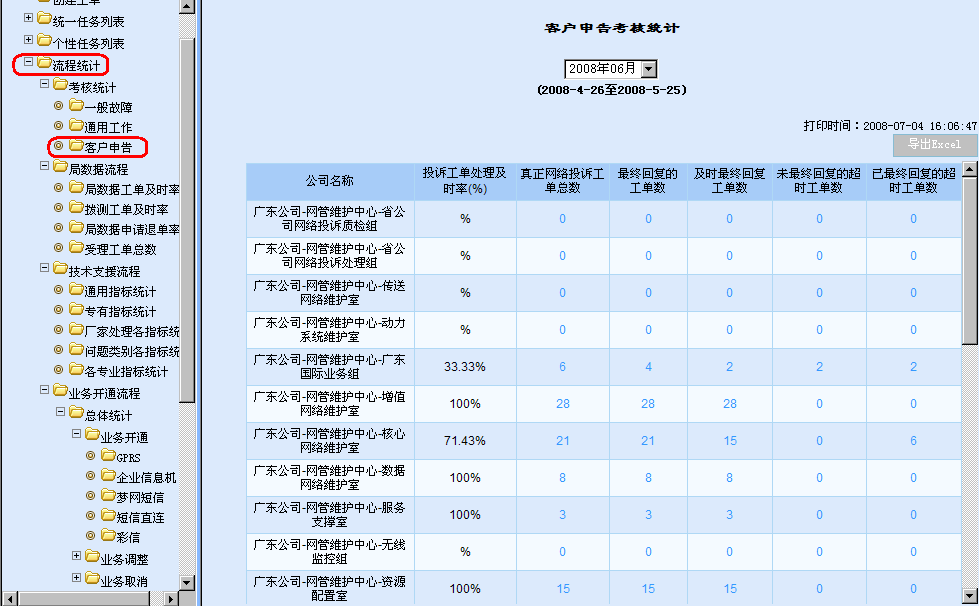 创建工单
统一任务列表
个性任务列表
流程统计
考核统计
一般故障
通用工作
客户申告
局数据流程
局数据工单及时率
拨测工单及时率
局数据申请退单率
受理工单总数
技术支援流程
通用指标统计
专有指标统计
厂家处理各指标统
问题类别各指标统
各专业指标统计
业务开通流程
总体统计
业务开通
GPRS
企业信息机
梦网短信
短信直连
彩信
业务调整
业务取消
客户申告考核统计
2008年06月
(2008-4-26至2008-5-25)
打印时间：2008-07-04 16:06:47
导出Excel
公司名称 投诉工单处理及时率(%) 真正网络投诉工单总数 最终回复的工单数 及时最终回复工单数 未最终回复的超时工单数 已最终回复的超时工单数
广东公司-网管维护中心-省公司网络投诉质检组 % 0 0 0 0 0
广东公司-网管维护中心-省公司网络投诉处理组 % 0 0 0 0 0
广东公司-网管维护中心-传送网络维护室 % 0 0 0 0 0
广东公司-网管维护中心-动力系统维护室 % 0 0 0 0 0
广东公司-网管维护中心-广东国际业务组 33.33% 6 4 2 2 2
广东公司-网管维护中心-增值网络维护室 100% 28 28 28 0 0
广东公司-网管维护中心-核心网络维护室 71.43% 21 21 15 0 6
广东公司-网管维护中心-数据网络维护室 100% 8 8 8 0 0
广东公司-网管维护中心-服务支撑室 100% 3 3 3 0 0
广东公司-网管维护中心-无线监控组 % 0 0 0 0 0
广东公司-网管维护中心-资源配置室 100% 15 15 15 0 0